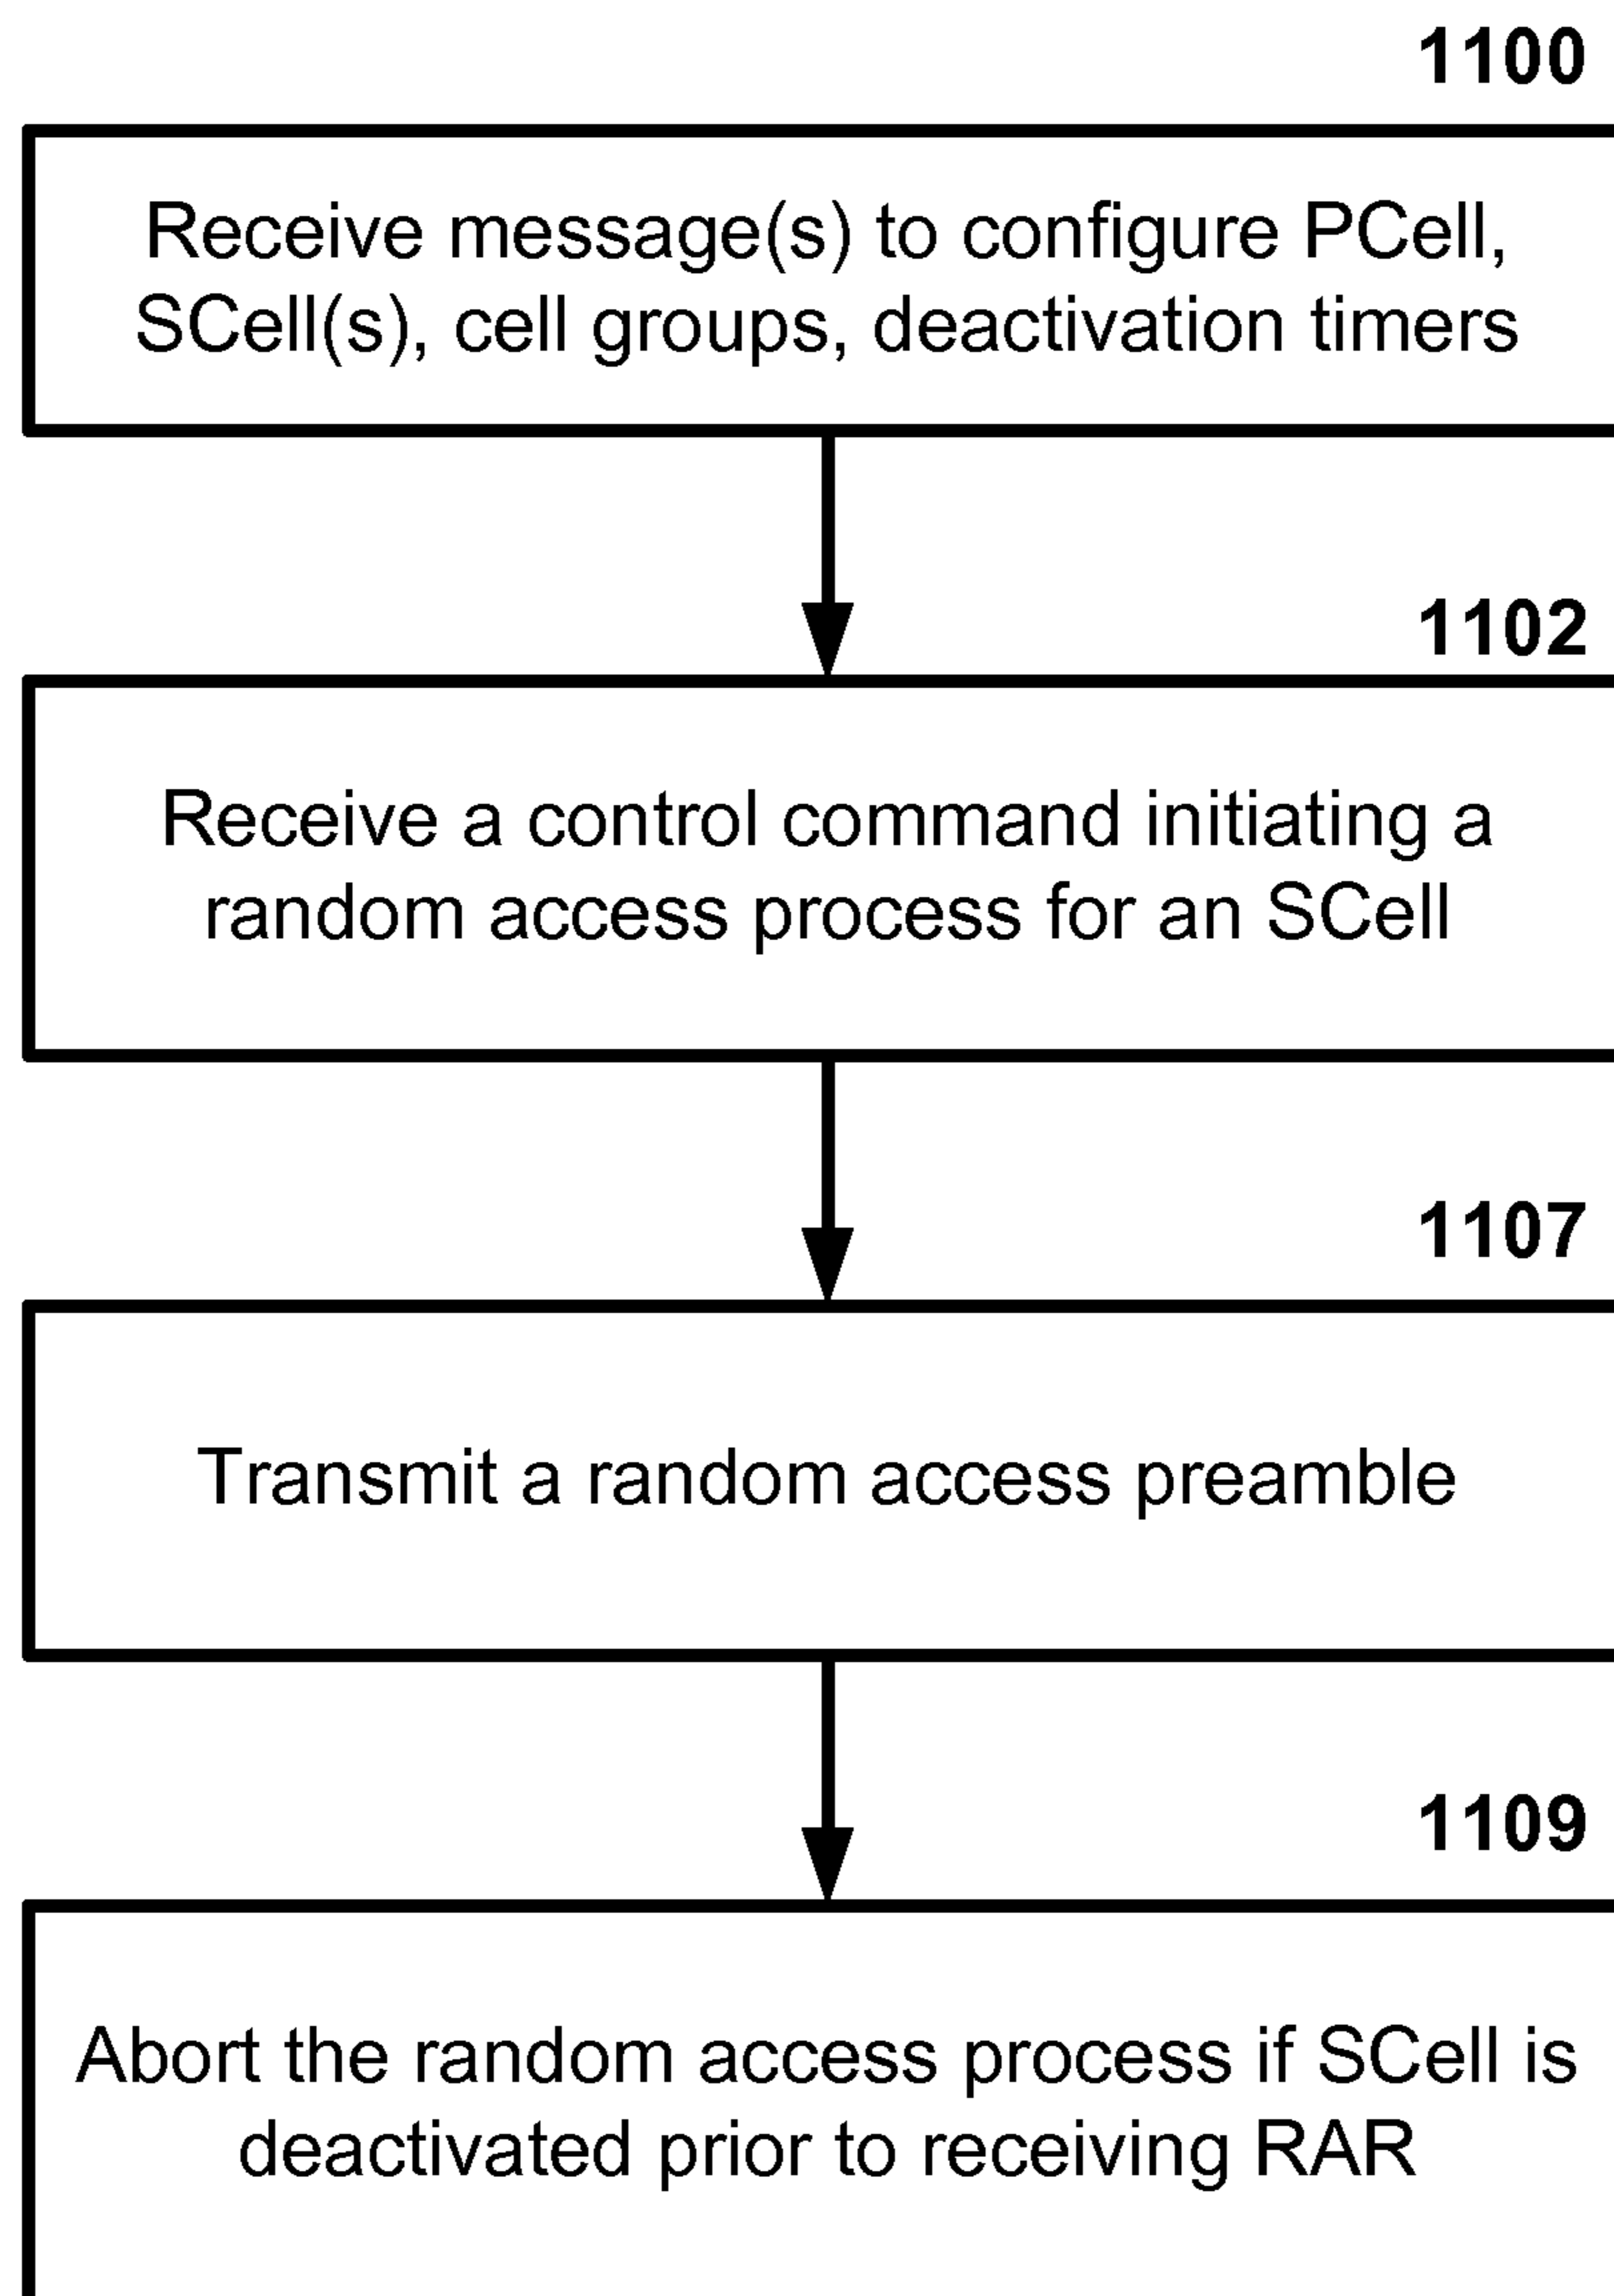 1100
Receive message(s) to configure PCell,
SCell(s), cell groups, deactivation timers
1102
Receive a control command initiating a
random access process for an SCell
1107
Transmit a random access preamble
1109
Abort the random access process if SCell is
deactivated prior to receiving RAR